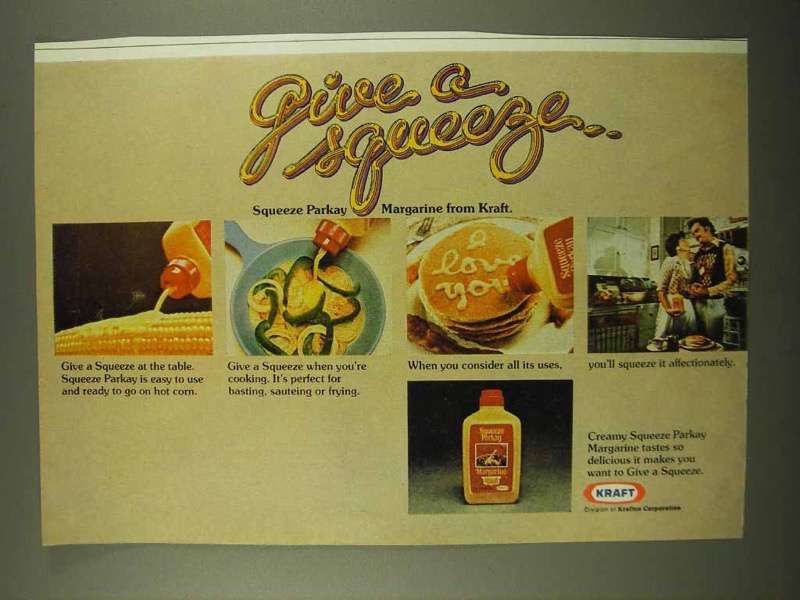 Give a
squeeze...
Squeeze Parkay Margarine from Kraft.
I
love
you
Squeeze
Give a Squeeze at the table.
Squeeze Parkay is easy to use
and ready to go on hot corn.
Give a Squeeze when you're
cooking. It's perfect for
basting, sauteing or frying.
When you consider all its uses,
you'll squeeze it affectionately.
Squeeze
Parkay
Margarine
Creamy Squeeze Parkay
Margarine tastes so
delicious it makes you
want to Give a Squeeze.
KRAFT
Division of Kraftco Corporation